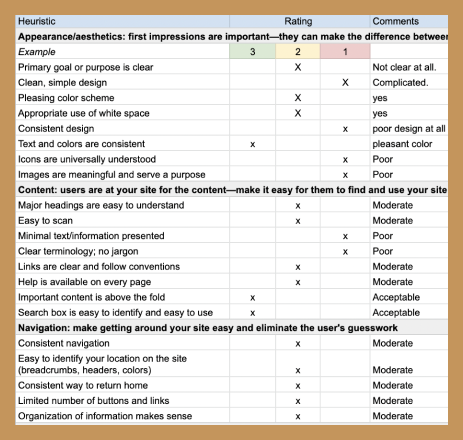 Heuristic Rating Comments
Appearance/aesthetics: first impressions are important—they can make the difference between
Example 3 2 1
Primary goal or purpose is clear X Not clear at all.
Clean, simple design X Complicated.
Pleasing color scheme X yes
Appropriate use of white space X yes
Consistent design x poor design at all
Text and colors are consistent x pleasant color
Icons are universally understood x Poor
Images are meaningful and serve a purpose x Poor
Content: users are at your site for the content—make it easy for them to find and use your site
Major headings are easy to understand x Moderate
Easy to scan x Moderate
Minimal text/information presented x Poor
Clear terminology; no jargon x Poor
Links are clear and follow conventions x Moderate
Help is available on every page x Moderate
Important content is above the fold x Acceptable
Search box is easy to identify and easy to use x Acceptable
Navigation: make getting around your site easy and eliminate the user's guesswork
Consistent navigation x Moderate
Easy to identify your location on the site
(breadcrumbs, headers, colors) x Moderate
Consistent way to return home x Moderate
Limited number of buttons and links x Moderate
Organization of information makes sense x Moderate